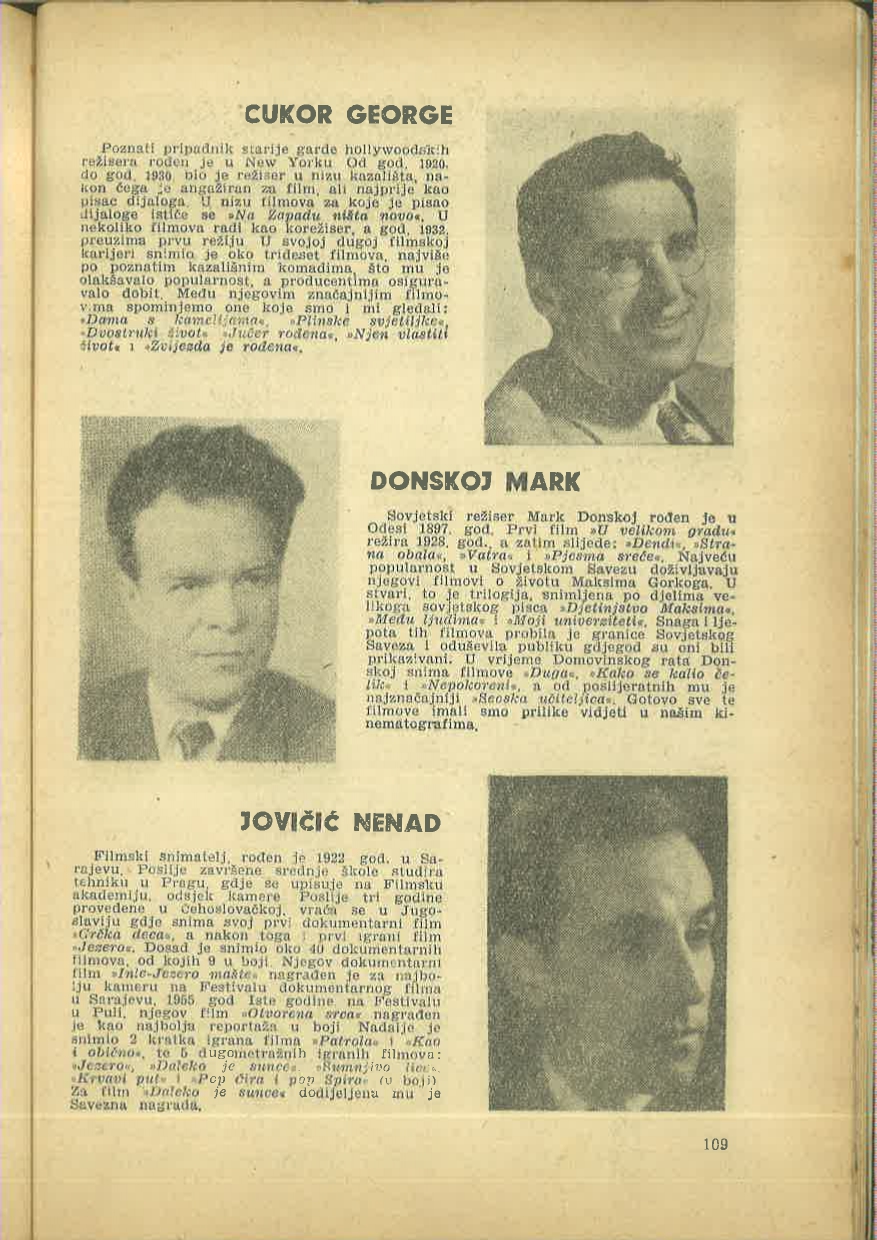 CUKOR GEORGE
Poznati pripadnik starije garde hollywoodskih
režisera rođen je u New Yorku Od god. 1920.
do god. 1930 bio je režiser u nizu kazališta, na-
kon čega je angažiran za film, ali najprije kao
pisac dijaloga. U nizu filmova za koje je pisao
dijaloge ističe se »Na Zapadu ništa novo«. U
nekoliko filmova radi kao korežiser, a god. 1932.
preuzima prvu režiju U svojoj dugoj filmskoj
karijeri snimio je oko trideset filmova, najviše
po poznatim kazališnim komadima, što mu je
olakšavalo popularnost, a producentima osigura-
valo dobit. Među njegovim značajnijim filmo-
vima spominjemo one koje smo i mi gledali:
»Dama s kamelijama«, »Plinske svjetiljke«,
»Dvostruki život« »Jučer rođena«, »Njen vlastiti
život« i »Zvijezda je rođena«.
DONSKOJ MARK
Sovjetski režiser Mark Donskoj rođen je u
Odesi 1897. god. Prvi film »U velikom gradu«
režira 1928. god., a zatim slijede: »Dendi«, »Stra-
na obala«, »Vatra« i »Pjesma sreće«. Najveću
popularnost u Sovjetskom Savezu doživljavaju
njegovi filmovi o životu Maksima Gorkoga. U
stvari, to je trilogija, snimljena po djelima ve-
likoga sovjetskog pisca »Djetinjstvo Maksima«,
»Među ljudima« i »Moji univerziteti«. Snaga i lje-
pota tih filmova probila je granice Sovjetskog
Saveza i oduševila publiku gdjegod su oni bili
prikazivani. U vrijeme Domovinskog rata Don-
skoj snima filmove »Duga«, »Kako se kalio če-
lik« i »Nepokoreni«, a od poslijeratnih mu je
najznačajniji »Seoska učiteljica«. Gotovo sve te
filmove imali smo prilike vidjeti u našim ki-
nematografima.
JOVIČIĆ NENAD
Filmski snimatelj, rođen je 1922 god. u Sa-
rajevu. Poslije završene srednje škole studira
tehniku u Pragu, gdje se upisuje na Filmsku
akademiju, odsjek kamere Poslije tri godine
provedene u Čehoslovačkoj, vraća se u Jugo-
slaviju gdje snima svoj prvi dokumentarni film
»Grčka deca«, a nakon toga i prvi igrani film
»Jezero«. Dosad je snimio oko 40 dokumentarnih
filmova, od kojih 9 u boji. Njegov dokumentarni
film »Inle-Jezero mašte« nagrađen je za najbo-
lju kameru na Festivalu dokumentarnog filma
u Sarajevu, 1955 god Iste godine, na Festivalu
u Puli, njegov film »Otvorena srca« nagrađen
je kao najbolja reportaža u boji Nadalje je
snimio 2 kratka igrana filma »Patrola« i »Kao
i obično«, te 5 dugometražnih igranih filmova:
»Jezero«, »Daleko je sunce« »Sumnjivo lice«,
»Krvavi put« i »Pop Ćira i pop Spira« (u boji)
Za film »Daleko je sunce« dodijeljena mu je
Savezna nagrada.
109